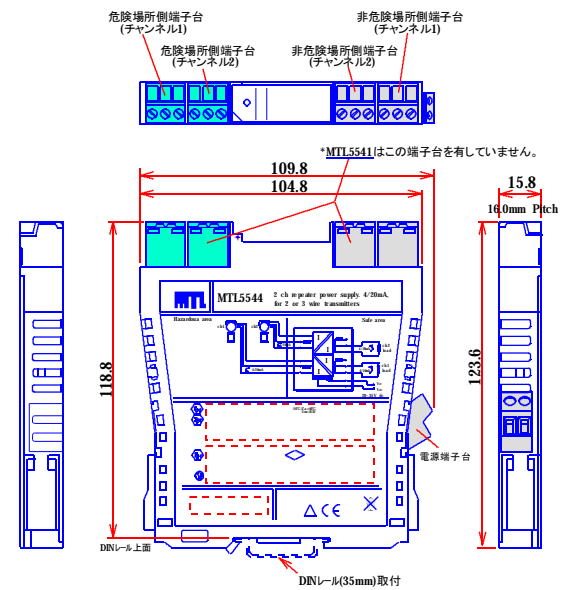 危険場所側端子台
(チャンネル1)
非危険場所側端子台
(チャンネル1)
危険場所側端子台
(チャンネル2)
非危険場所側端子台
(チャンネル2)
*MTL5541はこの端子台を有していません。
109.8
104.8
15.8
16.0mm Pitch
MTL
MTL5544
2 ch repeater power supply. 4/20mA,
for 2 or 3 wire transmitters
Hazardous area
Safe area
118.8
123.6
電源端子台
CE
DINレール上面
DINレール(35mm)取付